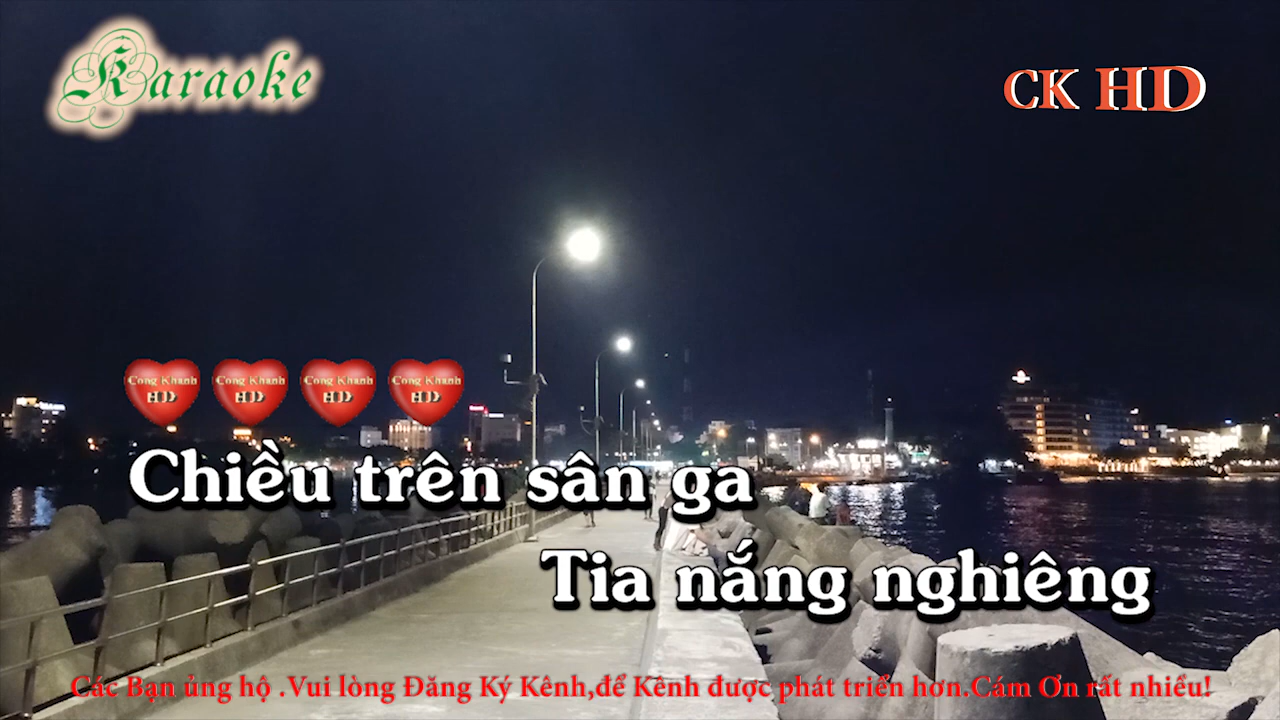 Karaoke
CK HD
Cong Khanh HD Cong Khanh HD Cong Khanh HD Cong Khanh HD
Chiều trên sân ga
Tia nắng nghiêng
Các Bạn ủng hộ .Vui lòng Đăng Ký Kênh,để Kênh được phát triển hơn.Cám Ơn rất nhiều!